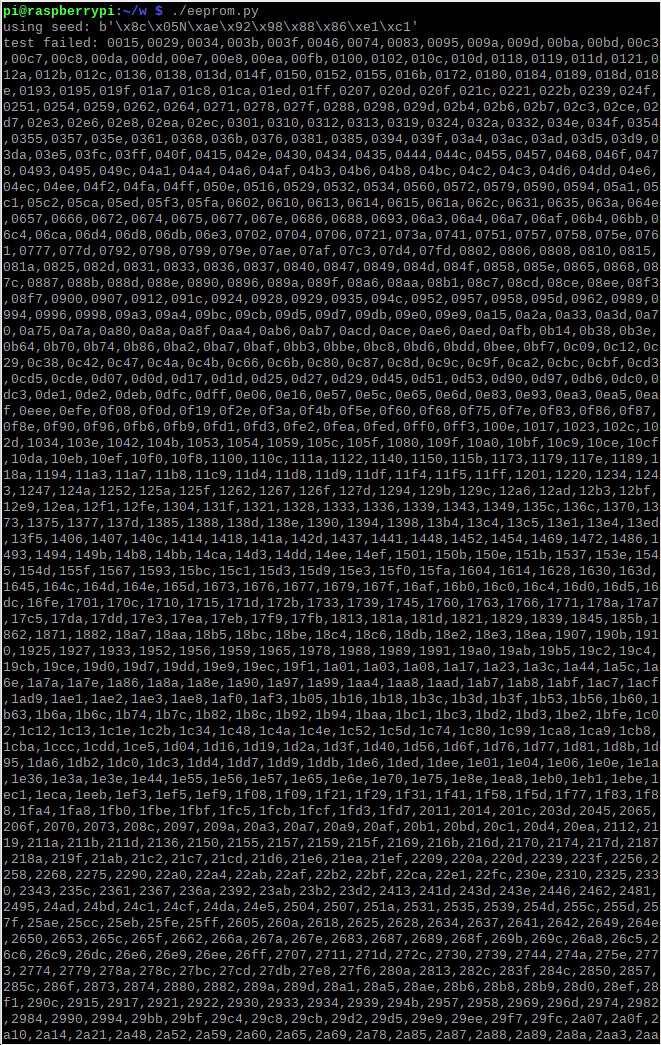 pi@raspberrypi:~/w $ ./eeprom.py
using seed: b'\x8c\x05N\xae\x92\x98\x88\x86\xe1\xc1'
test failed: 0015,0029,0034,003b,003f,0046,0074,0083,0095,009a,009d,00ba,00bd,00c3
,00c7,00c8,00da,00dd,00e7,00e8,00ea,00fb,0100,0102,010c,010d,0118,0119,011d,0121,0
12a,012b,012c,0136,0138,013d,014f,0150,0152,0155,016b,0172,0180,0184,0189,018d,018
e,0193,0195,019f,01a7,01c8,01ca,01ed,01ff,0207,020d,020f,021c,0221,022b,0239,024f,
0251,0254,0259,0262,0264,0271,0278,027f,0288,0298,029d,02b4,02b6,02b7,02c3,02ce,02
d7,02e3,02e6,02e8,02ea,02ec,0301,0310,0312,0313,0319,0324,032a,0332,034e,034f,0354
,0355,0357,035e,0361,0368,036b,0376,0381,0385,0394,039f,03a4,03ac,03ad,03d5,03d9,0
3da,03e5,03fc,03ff,040f,0415,042e,0430,0434,0435,0444,044c,0455,0457,0468,046f,047
8,0493,0495,049c,04a1,04a4,04a6,04af,04b3,04b6,04b8,04bc,04c2,04c3,04d6,04dd,04e6,
04ec,04ee,04f2,04fa,04ff,050e,0516,0529,0532,0534,0560,0572,0579,0590,0594,05a1,05
c1,05c2,05ca,05ed,05f3,05fa,0602,0610,0613,0614,0615,061a,062c,0631,0635,063a,064e
,0657,0666,0672,0674,0675,0677,067e,0686,0688,0693,06a3,06a4,06a7,06af,06b4,06bb,0
6c4,06ca,06d4,06d8,06db,06e3,0702,0704,0706,0721,073a,0741,0751,0757,0758,075e,076
1,0777,077d,0792,0798,0799,079e,07ae,07af,07c3,07d4,07fd,0802,0806,0808,0810,0815,
081a,0825,082d,0831,0833,0836,0837,0840,0847,0849,084d,084f,0858,085e,0865,0868,08
7c,0887,088b,088d,088e,0890,0896,089a,089f,08a6,08aa,08b1,08c7,08cd,08ce,08ee,08f3
,08f7,0900,0907,0912,091c,0924,0928,0929,0935,094c,0952,0957,0958,095d,0962,0989,0
994,0996,0998,09a3,09a4,09bc,09cb,09d5,09d7,09db,09e0,09e9,0a15,0a2a,0a33,0a3d,0a7
0,0a75,0a7a,0a80,0a8a,0a8f,0aa4,0ab6,0ab7,0acd,0ace,0ae6,0aed,0afb,0b14,0b38,0b3e,
0b64,0b70,0b74,0b86,0ba2,0ba7,0baf,0bb3,0bbe,0bc8,0bd6,0bdd,0bee,0bf7,0c09,0c12,0c
29,0c38,0c42,0c47,0c4a,0c4b,0c66,0c6b,0c80,0c87,0c8d,0c9c,0c9f,0ca2,0cbc,0cbf,0cd3
,0cd5,0cde,0d07,0d0d,0d17,0d1d,0d25,0d27,0d29,0d45,0d51,0d53,0d90,0d97,0db6,0dc0,0
dc3,0de1,0de2,0deb,0dfc,0dff,0e06,0e16,0e57,0e5c,0e65,0e6d,0e83,0e93,0ea3,0ea5,0ea
f,0eee,0efe,0f08,0f0d,0f19,0f2e,0f3a,0f4b,0f5e,0f60,0f68,0f75,0f7e,0f83,0f86,0f87,
0f8e,0f90,0f96,0fb6,0fb9,0fd1,0fd3,0fe2,0fea,0fed,0ff0,0ff3,100e,1017,1023,102c,10
2d,1034,103e,1042,104b,1053,1054,1059,105c,105f,1080,109f,10a0,10bf,10c9,10ce,10cf
,10da,10eb,10ef,10f0,10f8,1100,110c,111a,1122,1140,1150,115b,1173,1179,117e,1189,1
18a,1194,11a3,11a7,11b8,11c9,11d4,11d8,11d9,11df,11f4,11f5,11ff,1201,1220,1234,124
3,1247,124a,1252,125a,125f,1262,1267,126f,127d,1294,129b,129c,12a6,12ad,12b3,12bf,
12e9,12ea,12f1,12fe,1304,131f,1321,1328,1333,1336,1339,1343,1349,135c,136c,1370,13
73,1375,1377,137d,1385,1388,138d,138e,1390,1394,1398,13b4,13c4,13c5,13e1,13e4,13ed
,13f5,1406,1407,140c,1414,1418,141a,142d,1437,1441,1448,1452,1454,1469,1472,1486,1
493,1494,149b,14b8,14bb,14ca,14d3,14dd,14ee,14ef,1501,150b,150e,151b,1537,153e,154
5,154d,155f,1567,1593,15bc,15c1,15d3,15d9,15e3,15f0,15fa,1604,1614,1628,1630,163d,
1645,164c,164d,164e,165d,1673,1676,1677,1679,167f,16af,16b0,16c0,16c4,16d0,16d5,16
dc,16fe,1701,170c,1710,1715,171d,172b,1733,1739,1745,1760,1763,1766,1771,178a,17a7
,17c5,17da,17dd,17e3,17ea,17eb,17f9,17fb,1813,181a,181d,1821,1829,1839,1845,185b,1
862,1871,1882,18a7,18aa,18b5,18bc,18be,18c4,18c6,18db,18e2,18e3,18ea,1907,190b,191
0,1925,1927,1933,1952,1956,1959,1965,1978,1988,1989,1991,19a0,19ab,19b5,19c2,19c4,
19cb,19ce,19d0,19d7,19dd,19e9,19ec,19f1,1a01,1a03,1a08,1a17,1a23,1a3c,1a44,1a5c,1a
6e,1a7a,1a7e,1a86,1a8a,1a8e,1a90,1a97,1a99,1aa4,1aa8,1aad,1ab7,1ab8,1abf,1ac7,1acf
,1ad9,1ae1,1ae2,1ae3,1ae8,1af0,1af3,1b05,1b16,1b18,1b3c,1b3d,1b3f,1b53,1b56,1b60,1
b63,1b6a,1b6c,1b74,1b7c,1b82,1b8c,1b92,1b94,1baa,1bc1,1bc3,1bd2,1bd3,1be2,1bfe,1c0
2,1c12,1c13,1c1e,1c2b,1c34,1c48,1c4a,1c4e,1c52,1c5d,1c74,1c80,1c99,1ca8,1ca9,1cb8,
1cba,1ccc,1cdd,1ce5,1d04,1d16,1d19,1d2a,1d3f,1d40,1d56,1d6f,1d76,1d77,1d81,1d8b,1d
95,1da6,1db2,1dc0,1dc3,1dd4,1dd7,1dd9,1ddb,1de6,1ded,1dee,1e01,1e04,1e06,1e0e,1e1a
,1e36,1e3a,1e3e,1e44,1e55,1e56,1e57,1e65,1e6e,1e70,1e75,1e8e,1ea8,1eb0,1eb1,1ebe,1
ec1,1eca,1eeb,1ef3,1ef5,1ef9,1f08,1f09,1f21,1f29,1f31,1f41,1f58,1f5d,1f77,1f83,1f8
8,1fa4,1fa8,1fb0,1fbe,1fbf,1fc5,1fcb,1fcf,1fd3,1fd7,2011,2014,201c,203d,2045,2065,
206f,2070,2073,208c,2097,209a,20a3,20a7,20a9,20af,20b1,20bd,20c1,20d4,20ea,2112,21
19,211a,211b,211d,2136,2150,2155,2157,2159,215f,2169,216b,216d,2170,2174,217d,2187
,218a,219f,21ab,21c2,21c7,21cd,21d6,21e6,21ea,21ef,2209,220a,220d,2239,223f,2256,2
258,2268,2275,2290,22a0,22a4,22ab,22af,22b2,22bf,22ca,22e1,22fc,230e,2310,2325,233
0,2343,235c,2361,2367,236a,2392,23ab,23b2,23d2,2413,241d,243d,243e,2446,2462,2481,
2495,24ad,24bd,24c1,24cf,24da,24e5,2504,2507,251a,2531,2535,2539,254d,255c,255d,25
7f,25ae,25cc,25eb,25fe,25ff,2605,260a,2618,2625,2628,2634,2637,2641,2642,2649,264e
,2650,2653,265c,265f,2662,266a,267a,267e,2683,2687,2689,268f,269b,269c,26a8,26c5,2
6c6,26c9,26dc,26e6,26e9,26ee,26ff,2707,2711,271d,272c,2730,2739,2744,274a,275e,277
3,2774,2779,278a,278c,27bc,27cd,27db,27e8,27f6,280a,2813,282c,283f,284c,2850,2857,
285c,286f,2873,2874,2880,2882,289a,289d,28a1,28a5,28ae,28b6,28b8,28b9,28d0,28ef,28
f1,290c,2915,2917,2921,2922,2930,2933,2934,2939,294b,2957,2958,2969,296d,2974,2982
,2984,2990,2994,29bb,29bf,29c4,29c8,29cb,29d2,29d5,29e9,29ee,29f7,29fc,2a07,2a0f,2
a10,2a14,2a21,2a48,2a52,2a59,2a60,2a65,2a69,2a78,2a85,2a87,2a88,2a89,2a8a,2aa3,2aa